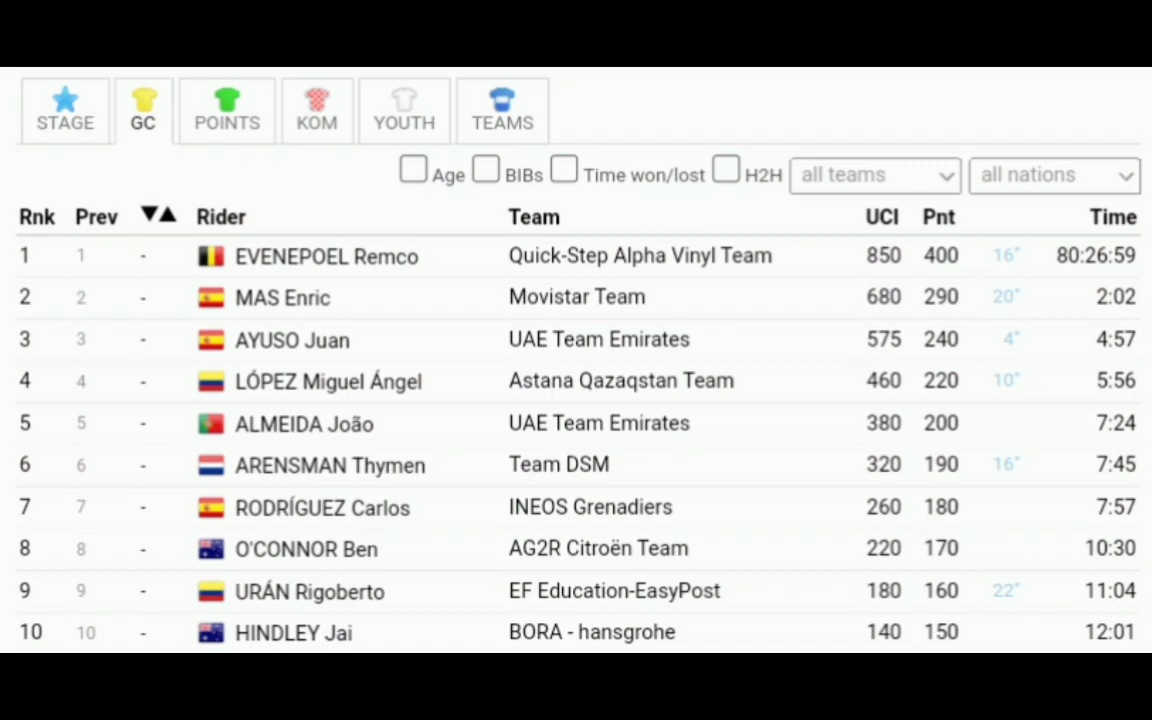 STAGE GC POINTS KOM YOUTH TEAMS
Age BIBs Time won/lost H2H all teams all nations
Rnk Prev ▼▲ Rider Team UCI Pnt Time
1 1 - EVENEPOEL Remco Quick-Step Alpha Vinyl Team 850 400 16" 80:26:59
2 2 - MAS Enric Movistar Team 680 290 20" 2:02
3 3 - AYUSO Juan UAE Team Emirates 575 240 4" 4:57
4 4 - LÓPEZ Miguel Ángel Astana Qazaqstan Team 460 220 10" 5:56
5 5 - ALMEIDA João UAE Team Emirates 380 200 7:24
6 6 - ARENSMAN Thymen Team DSM 320 190 16" 7:45
7 7 - RODRÍGUEZ Carlos INEOS Grenadiers 260 180 7:57
8 8 - O'CONNOR Ben AG2R Citroën Team 220 170 10:30
9 9 - URÁN Rigoberto EF Education-EasyPost 180 160 22" 11:04
10 10 - HINDLEY Jai BORA - hansgrohe 140 150 12:01